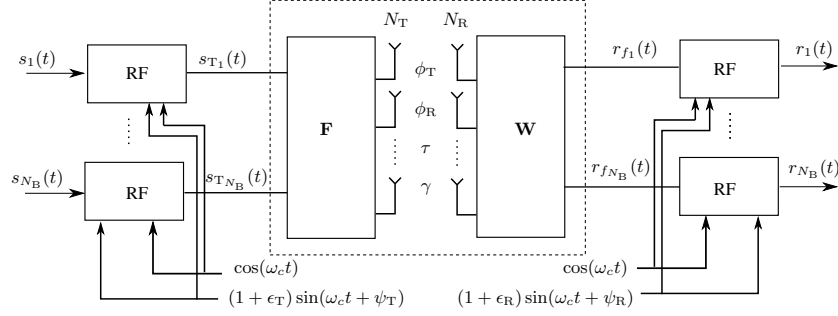 N_T N_R
s_1(t) RF s_{T_1}(t) ϕ_T r_{f_1}(t) RF r_1(t)
ϕ_R
F W
τ
s_{N_B}(t) RF s_{T_{N_B}}(t) γ r_{f_{N_B}}(t) RF r_{N_B}(t)
cos(ω_c t) cos(ω_c t)
(1 + ϵ_T) sin(ω_c t + ψ_T) (1 + ϵ_R) sin(ω_c t + ψ_R)